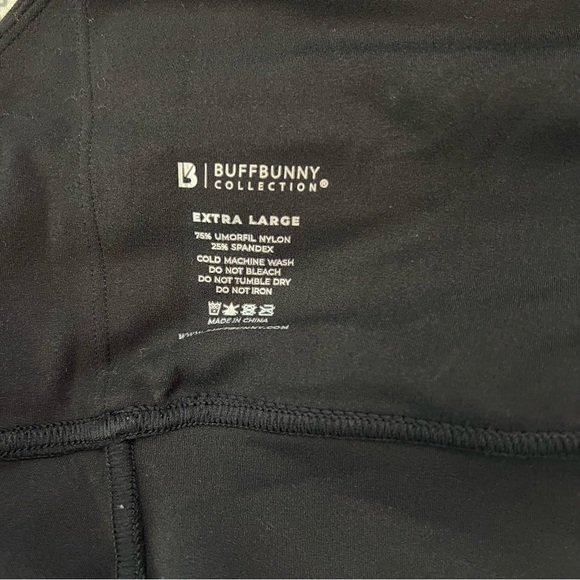 BUFFBUNNY
COLLECTION®
EXTRA LARGE
75% UMORFIL NYLON
25% SPANDEX
COLD MACHINE WASH
DO NOT BLEACH
DO NOT TUMBLE DRY
DO NOT IRON
MADE IN CHINA